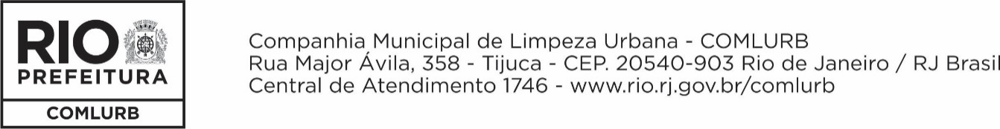 RIO
PREFEITURA
COMLURB
Companhia Municipal de Limpeza Urbana - COMLURB
Rua Major Ávila, 358 - Tijuca - CEP. 20540-903 Rio de Janeiro / RJ Brasil
Central de Atendimento 1746 - www.rio.rj.gov.br/comlurb